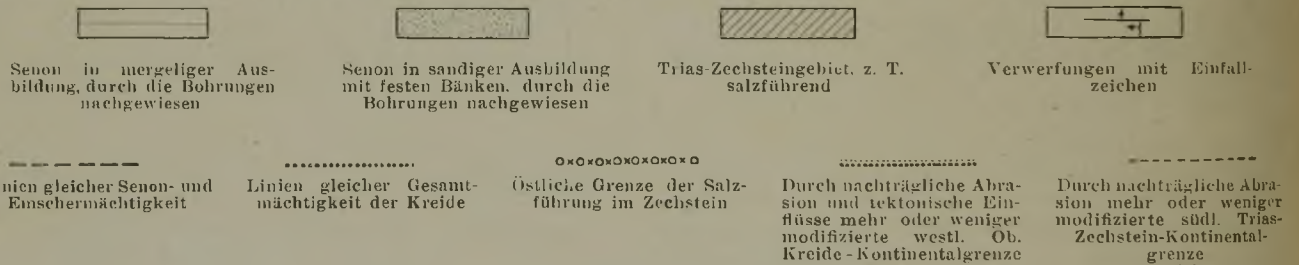 Senon in mergeliger Aus-
bildung, durch die Bohrungen
nachgewiesen
Senon in sandiger Ausbildung
mit festen Bänken, durch die
Bohrungen nachgewiesen
Trias-Zechsteingebiet, z. T.
salzführend
Verwerfungen mit Einfall-
zeichen
nien gleicher Senon- und
Emschermächtigkeit
Linien gleicher Gesamt-
mächtigkeit der Kreide
Östliche Grenze der Salz-
führung im Zechstein
Durch nachträgliche Abra-
sion und tektonische Ein-
flüsse mehr oder weniger
modifizierte westl. Ob.
Kreide-Kontinentalgrenze
Durch nachträgliche Abra-
sion mehr oder weniger
modifizierte südl. Trias-
Zechstein-Kontinental-
grenze